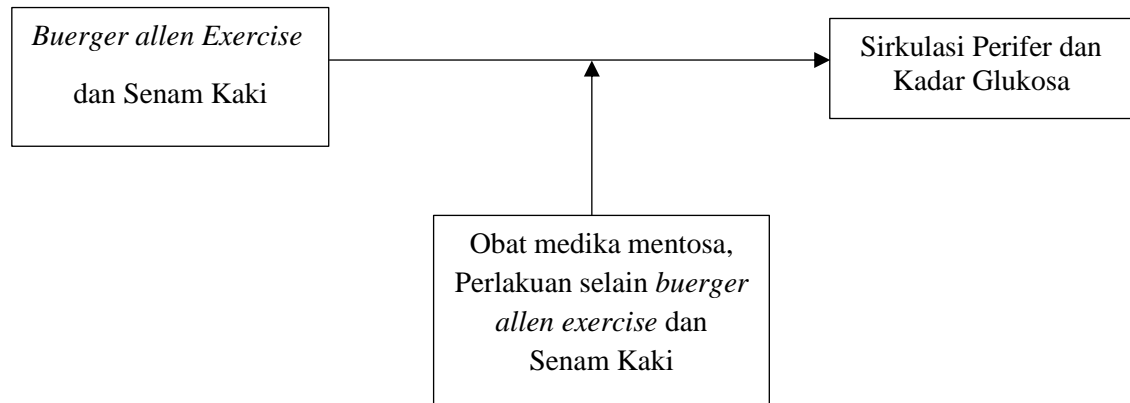 Buerger allen Exercise
dan Senam Kaki
Sirkulasi Perifer dan
Kadar Glukosa
Obat medika mentosa,
Perlakuan selain buerger
allen exercise dan
Senam Kaki